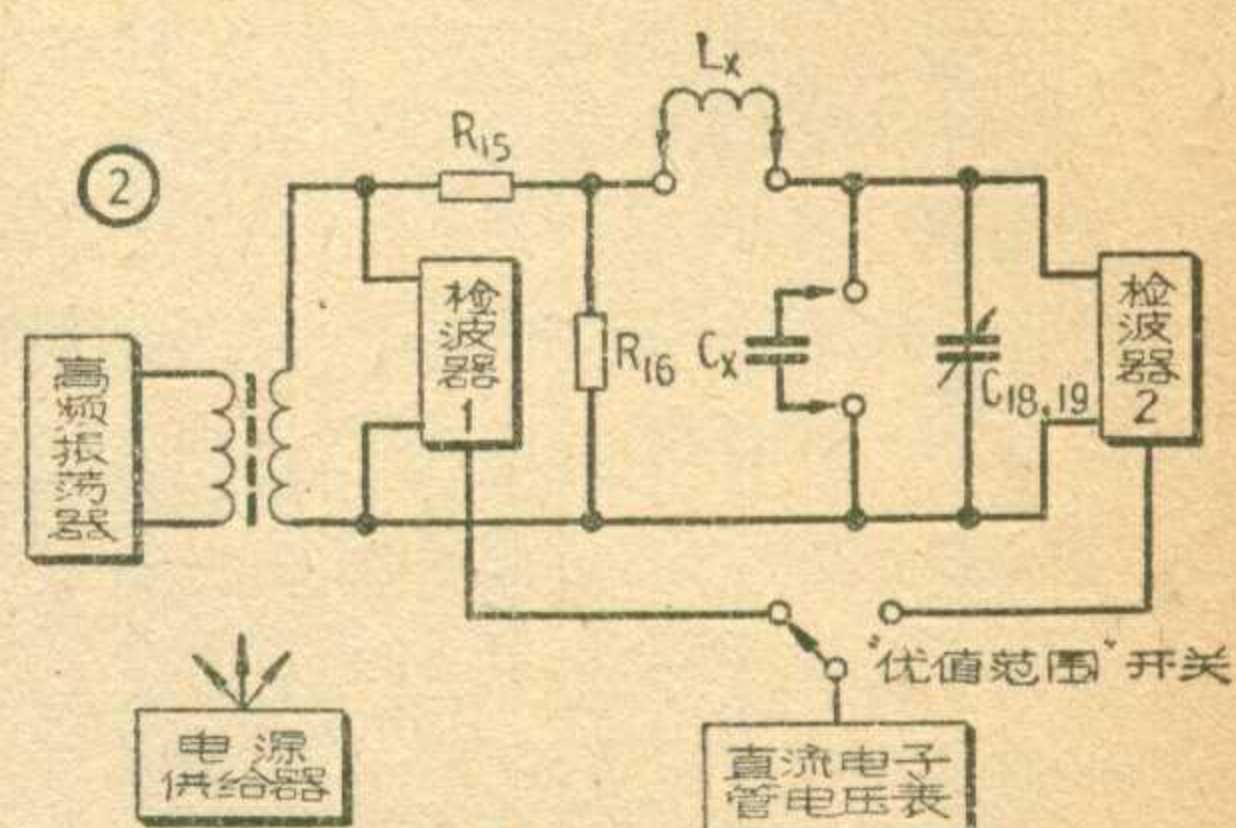 ②
Lx
R15
高频振荡器
检波器1
R16
Cx
C18,19
检波器2
"优值范围"开关
电源
供给器
直流电子
管电压表